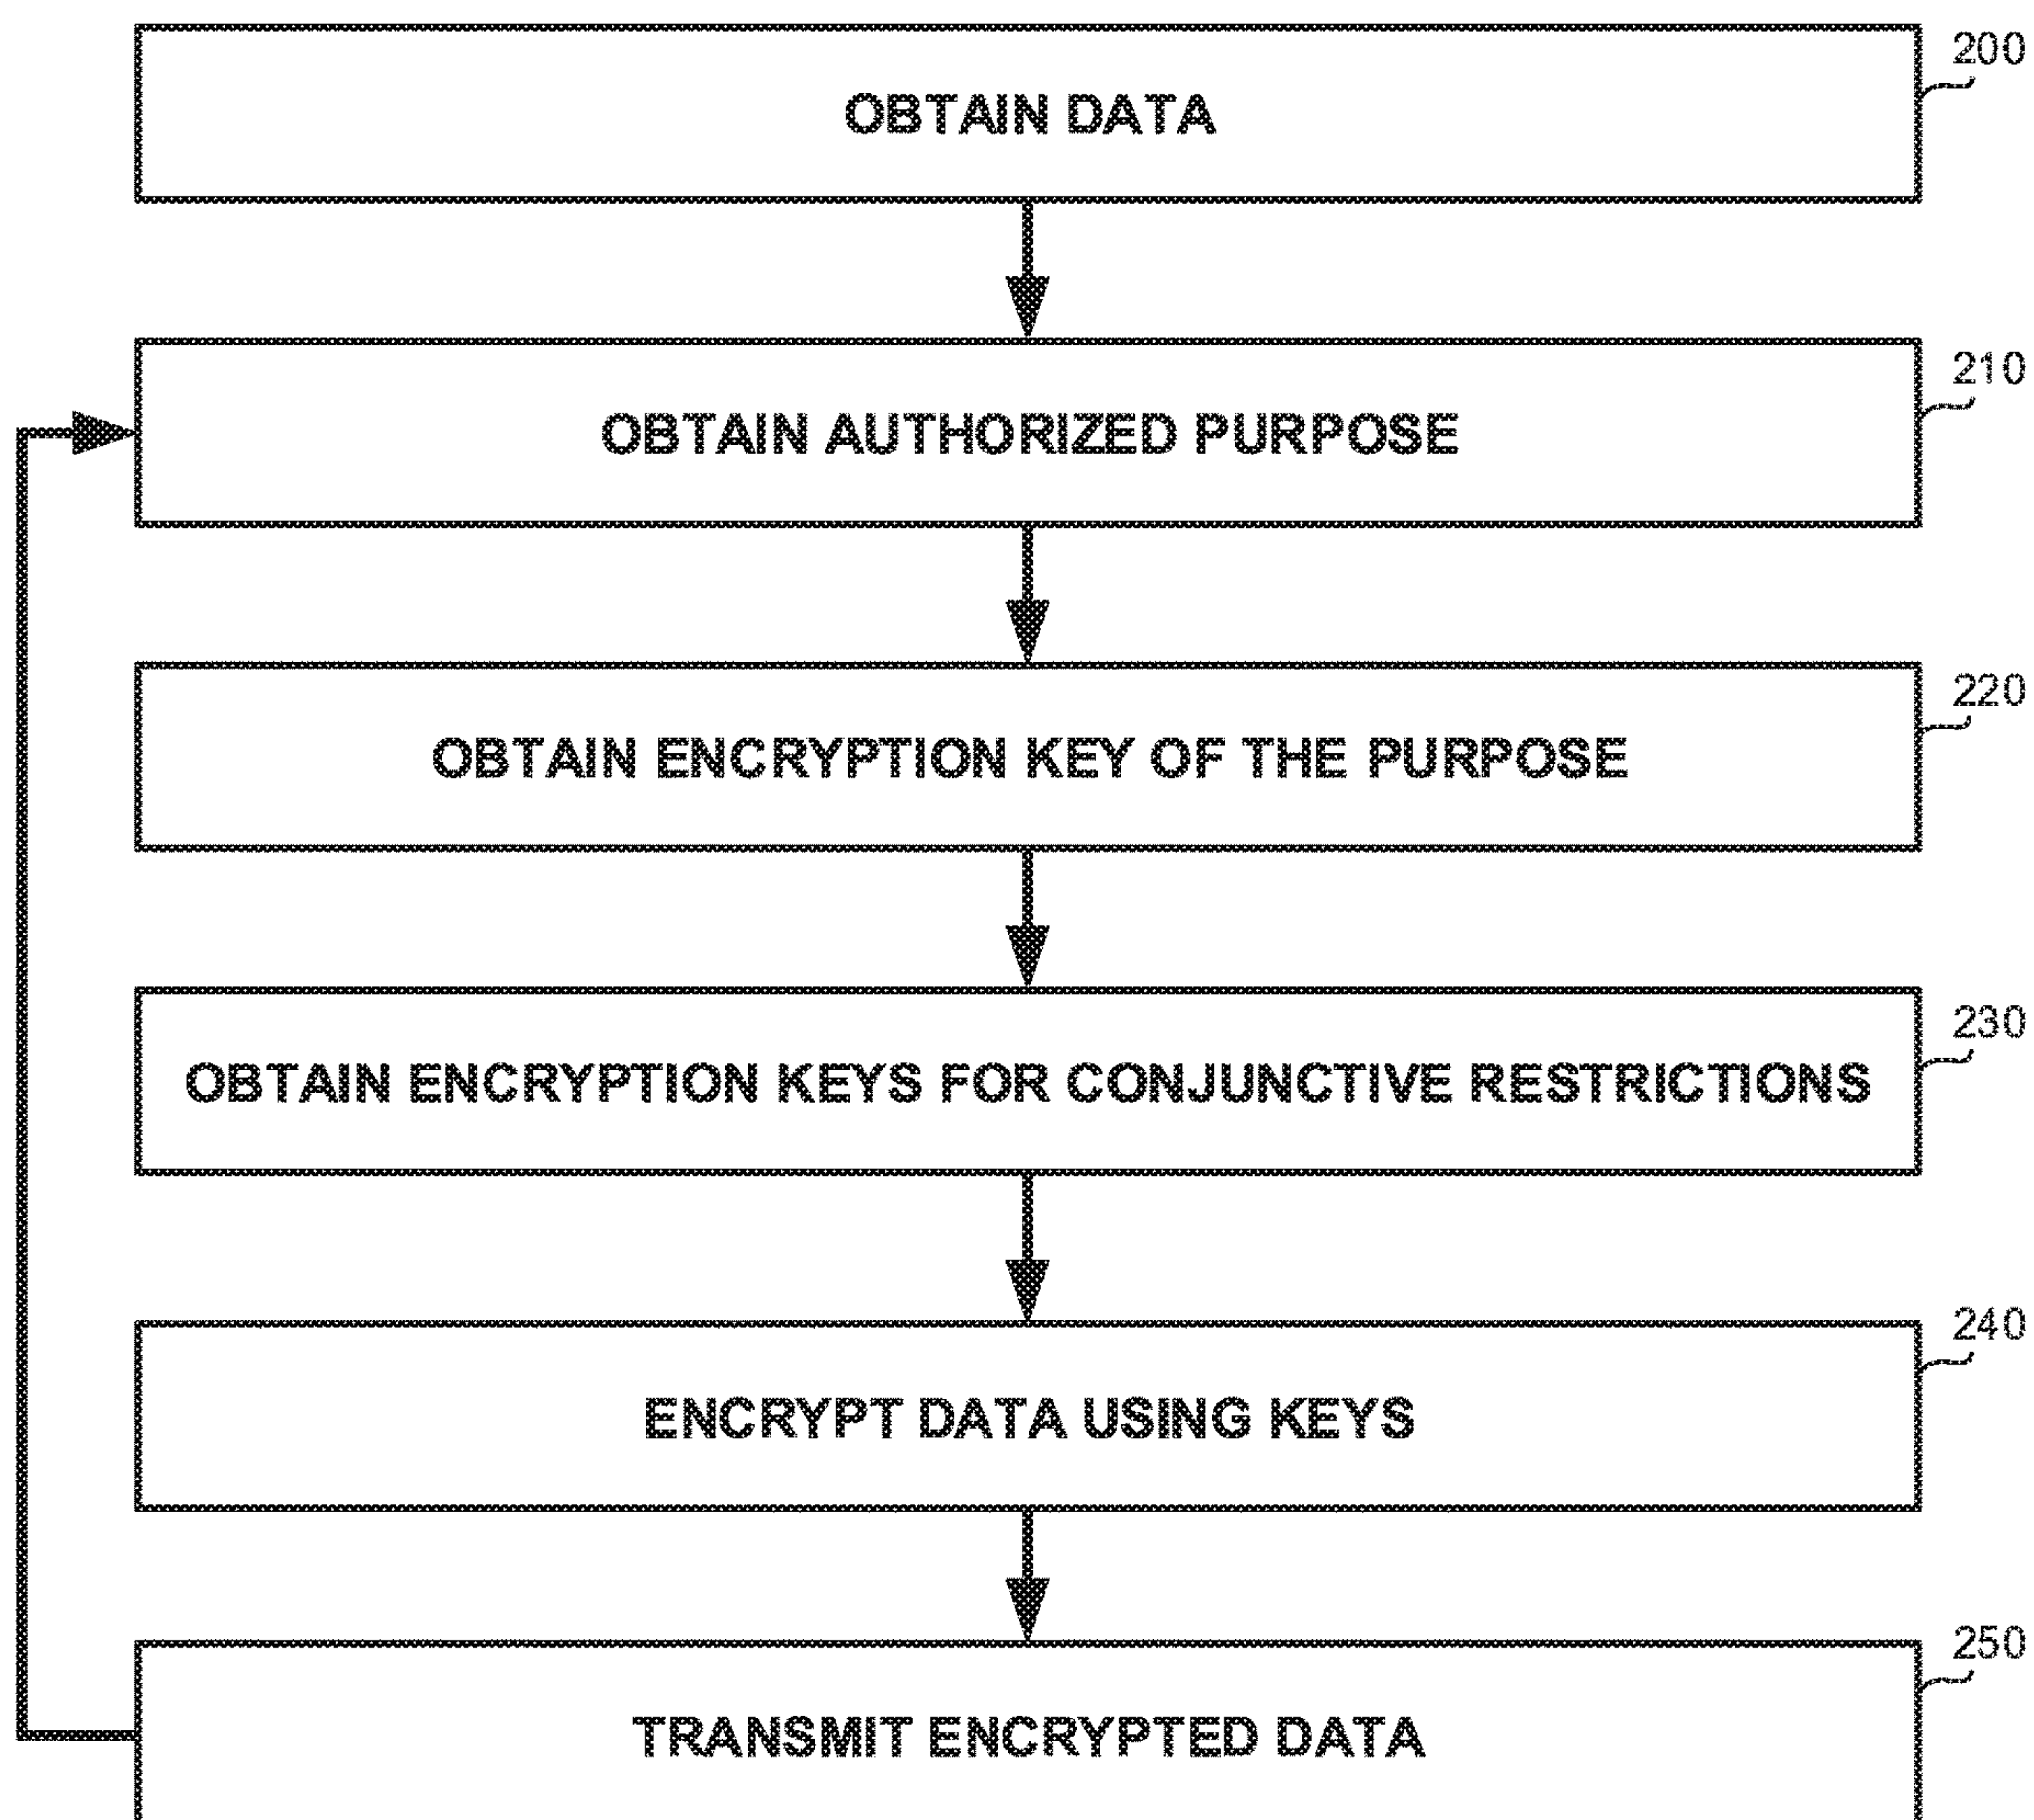 200
OBTAIN DATA
210
OBTAIN AUTHORIZED PURPOSE
220
OBTAIN ENCRYPTION KEY OF THE PURPOSE
230
OBTAIN ENCRYPTION KEYS FOR CONJUNCTIVE RESTRICTIONS
240
ENCRYPT DATA USING KEYS
250
TRANSMIT ENCRYPTED DATA